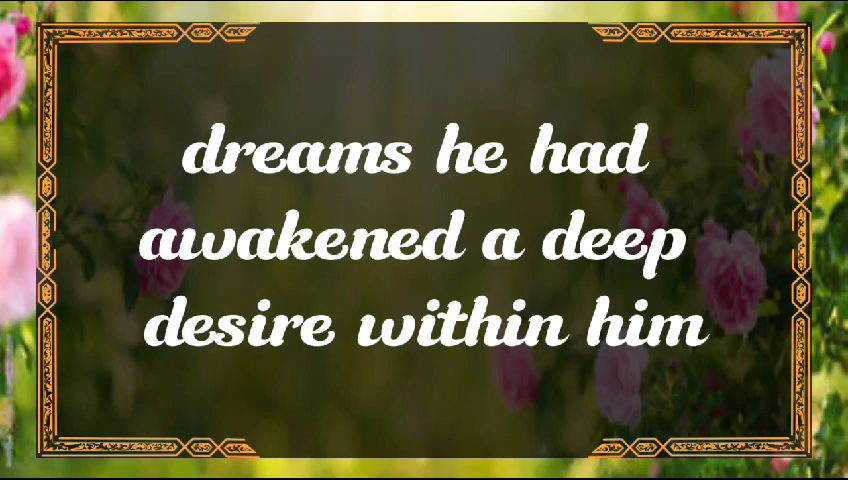 dreams he had
awakened a deep
desire within him